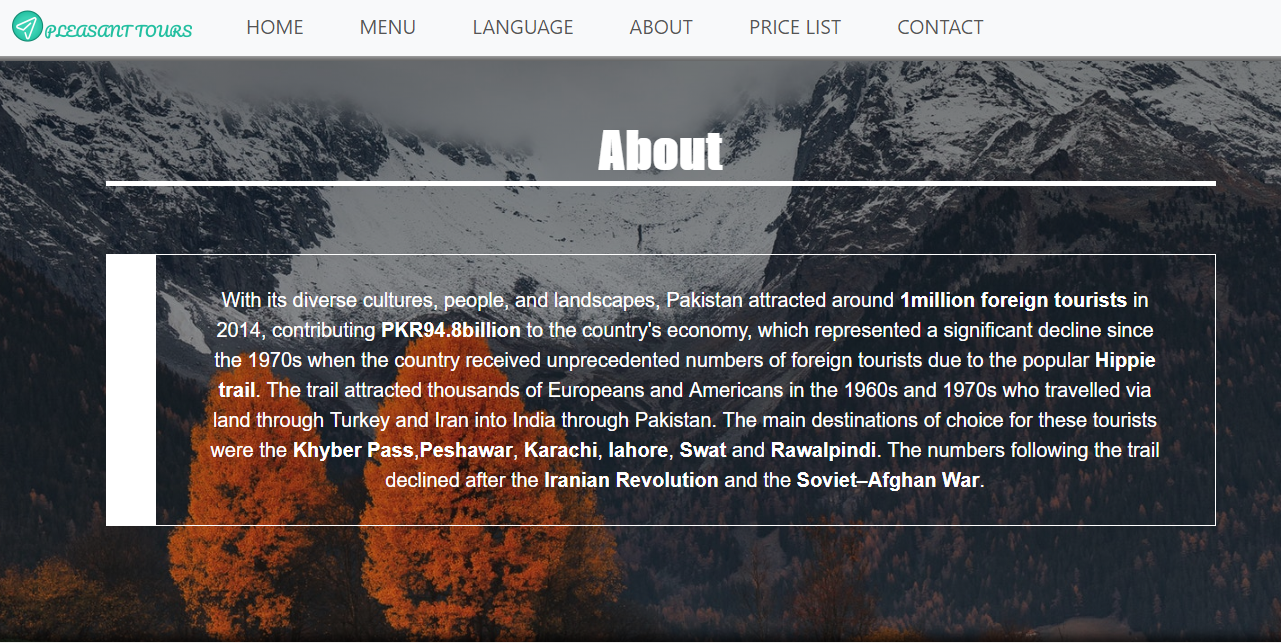 PLEASANT TOURS HOME MENU LANGUAGE ABOUT PRICE LIST CONTACT
About
With its diverse cultures, people, and landscapes, Pakistan attracted around 1million foreign tourists in
2014, contributing PKR94.8billion to the country's economy, which represented a significant decline since
the 1970s when the country received unprecedented numbers of foreign tourists due to the popular Hippie
trail. The trail attracted thousands of Europeans and Americans in the 1960s and 1970s who travelled via
land through Turkey and Iran into India through Pakistan. The main destinations of choice for these tourists
were the Khyber Pass,Peshawar, Karachi, lahore, Swat and Rawalpindi. The numbers following the trail
declined after the Iranian Revolution and the Soviet–Afghan War.